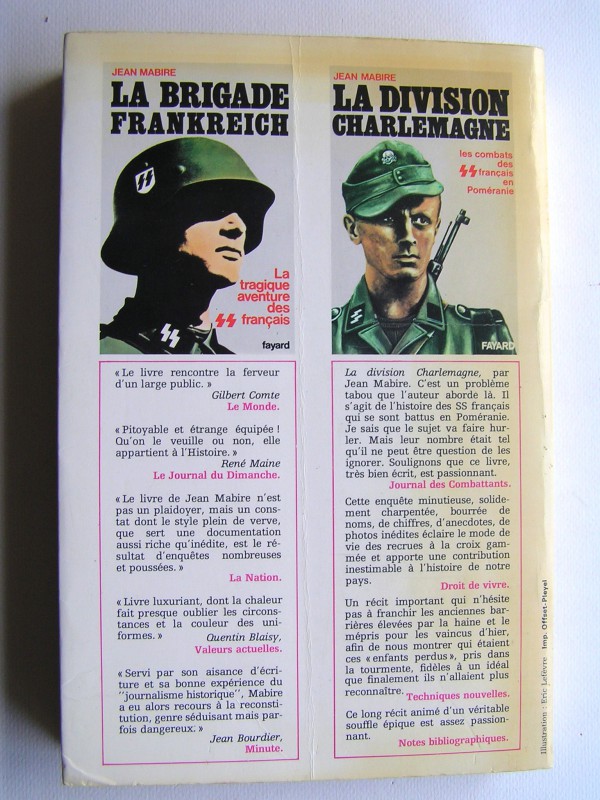 JEAN MABIRE
LA BRIGADE
FRANKREICH
La
tragique
aventure
des
français
fayard
« Le livre rencontre la ferveur
d'un large public. »
Gilbert Comte
Le Monde.
« Pitoyable et étrange équipée !
Qu'on le veuille ou non, elle
appartient à l'Histoire. »
René Maine
Le Journal du Dimanche.
« Le livre de Jean Mabire n'est
pas un plaidoyer, mais un cons-
tat dont le style plein de verve,
que sert une documentation
aussi riche qu'inédite, est le ré-
sultat d'enquêtes nombreuses
et poussées. »
La Nation.
« Livre luxuriant, dont la chaleur
fait presque oublier les circons-
tances et la couleur des uni-
formes. »
Quentin Blaisy,
Valeurs actuelles.
« Servi par son aisance d'écri-
ture et sa bonne expérience du
"journalisme historique", Mabire
a eu alors recours à la reconsti-
tution, genre séduisant mais par-
fois dangereux. »
Jean Bourdier,
Minute.
JEAN MABIRE
LA DIVISION
CHARLEMAGNE
les combats
des
SS français
en
Poméranie
FAYARD
La division Charlemagne, par
Jean Mabire. C'est un problème
tabou que l'auteur aborde là. Il
s'agit de l'histoire des SS français
qui se sont battus en Poméranie.
Je sais que le sujet va faire hur-
ler. Mais leur nombre était tel
qu'il ne peut être question de les
ignorer. Soulignons que ce livre,
très bien écrit, est passionnant.
Journal des Combattants.
Cette enquête minutieuse, solide-
ment charpentée, bourrée de
noms, de chiffres, d'anecdotes, de
photos inédites éclaire le mode de
vie des recrues à la croix gam-
mée et apporte une contribution
inestimable à l'histoire de notre
pays.
Droit de vivre.
Un récit important qui n'hésite
pas à franchir les anciennes bar-
rières élevées par la haine et le
mépris pour les vaincus d'hier,
afin de nous montrer qui étaient
ces « enfants perdus », pris dans
la tourmente, fidèles à un idéal
que finalement ils n'allaient plus
reconnaître.
Techniques nouvelles.
Ce long récit animé d'un véritable
souffle épique est assez passion-
nant.
Notes bibliographiques.
Illustration : Eric Lefèvre Imp. Offset-Pleyel